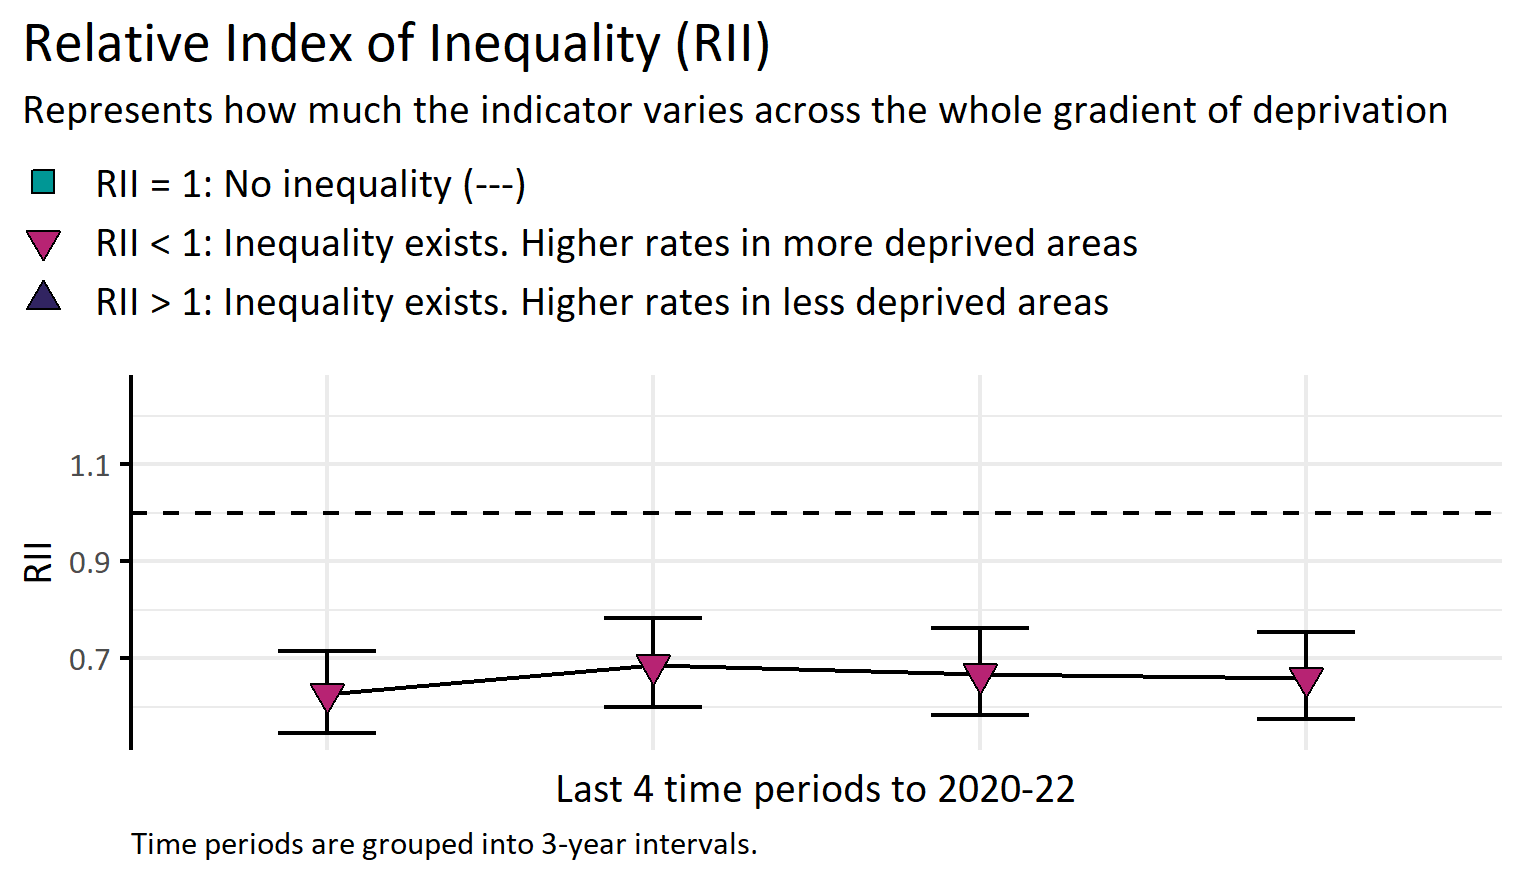 Relative Index of Inequality (RII)
Represents how much the indicator varies across the whole gradient of deprivation
RII = 1: No inequality (---)
RII < 1: Inequality exists. Higher rates in more deprived areas
RII > 1: Inequality exists. Higher rates in less deprived areas
1.1
0.9
0.7
RII
Last 4 time periods to 2020-22
Time periods are grouped into 3-year intervals.